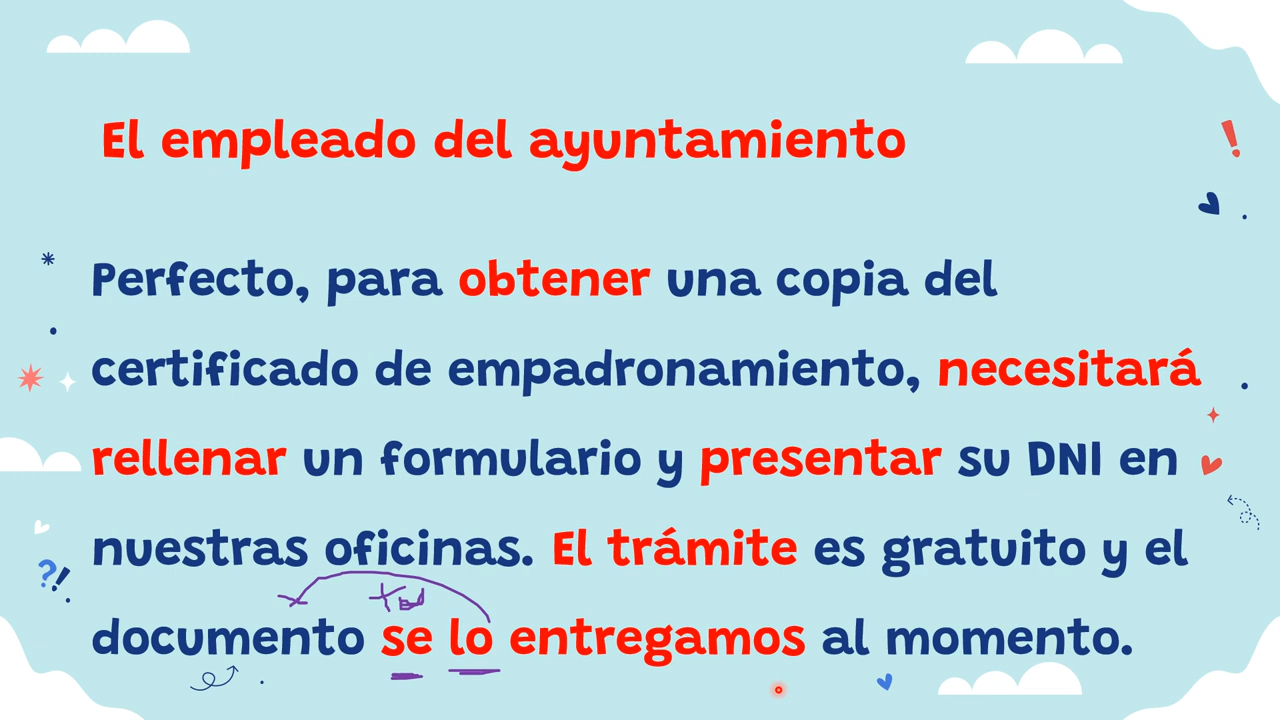 El empleado del ayuntamiento
Perfecto, para obtener una copia del
certificado de empadronamiento, necesitará
rellenar un formulario y presentar su DNI en
nuestras oficinas. El trámite es gratuito y el
documento se lo entregamos al momento.